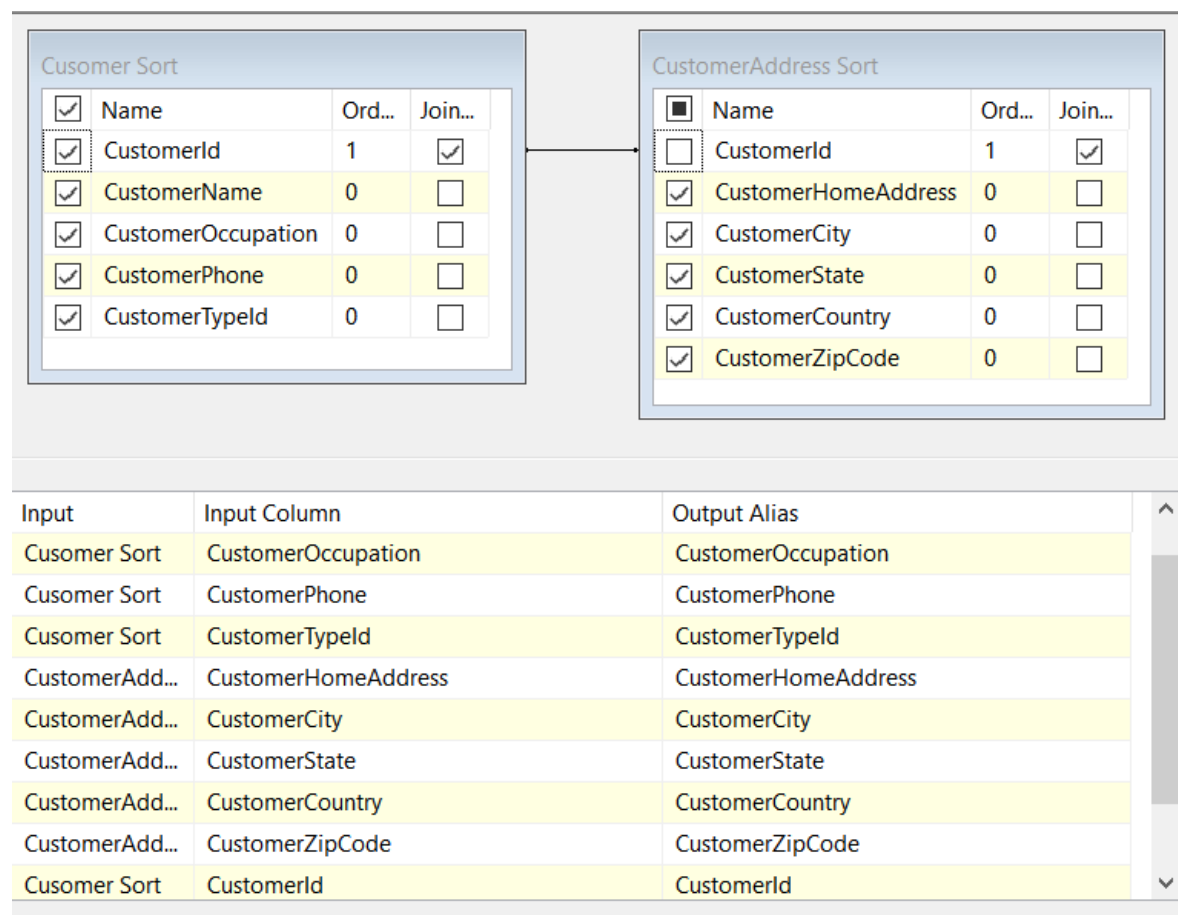 Cusomer Sort
Name Ord... Join...
CustomerId 1
CustomerName 0
CustomerOccupation 0
CustomerPhone 0
CustomerTypeId 0
CustomerAddress Sort
Name Ord... Join...
CustomerId 1
CustomerHomeAddress 0
CustomerCity 0
CustomerState 0
CustomerCountry 0
CustomerZipCode 0
Input Input Column Output Alias
Cusomer Sort CustomerOccupation CustomerOccupation
Cusomer Sort CustomerPhone CustomerPhone
Cusomer Sort CustomerTypeId CustomerTypeId
CustomerAdd... CustomerHomeAddress CustomerHomeAddress
CustomerAdd... CustomerCity CustomerCity
CustomerAdd... CustomerState CustomerState
CustomerAdd... CustomerCountry CustomerCountry
CustomerAdd... CustomerZipCode CustomerZipCode
Cusomer Sort CustomerId CustomerId